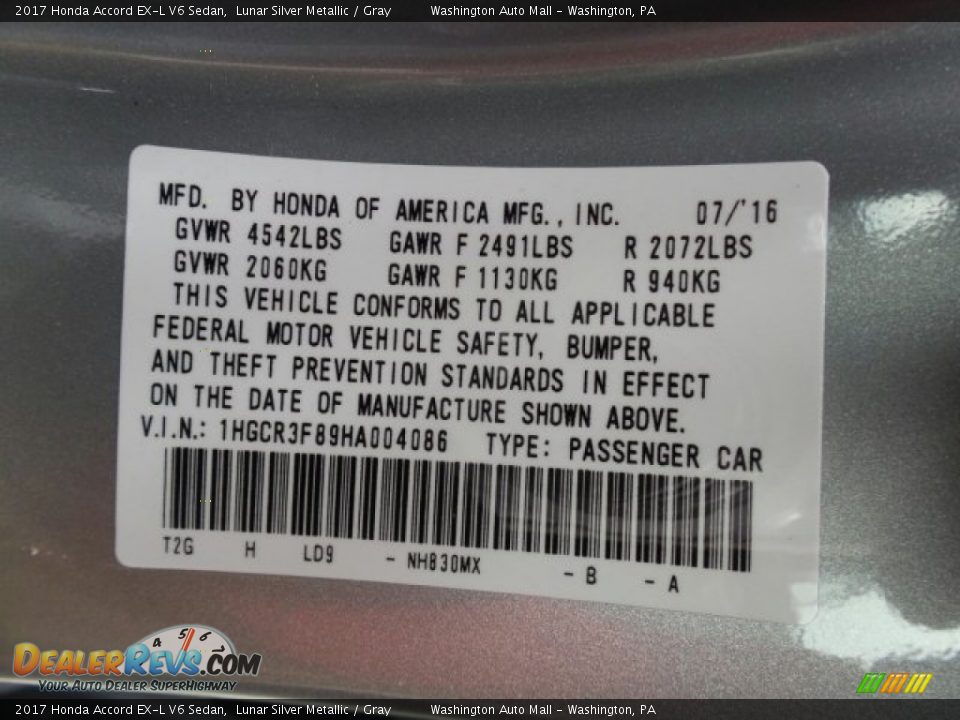 2017 Honda Accord EX-L V6 Sedan, Lunar Silver Metallic / Gray Washington Auto Mall - Washington, PA
MFD. BY HONDA OF AMERICA MFG., INC. 07/'16
GVWR 4542LBS GAWR F 2491LBS R 2072LBS
GVWR 2060KG GAWR F 1130KG R 940KG
THIS VEHICLE CONFORMS TO ALL APPLICABLE
FEDERAL MOTOR VEHICLE SAFETY, BUMPER,
AND THEFT PREVENTION STANDARDS IN EFFECT
ON THE DATE OF MANUFACTURE SHOWN ABOVE.
V.I.N.: 1HGCR3F89HA004086 TYPE: PASSENGER CAR
T2G H LD9 - NH830MX - B - A
4 5 6
DEALERREVS.COM
YOUR AUTO DEALER SUPERHIGHWAY
2017 Honda Accord EX-L V6 Sedan, Lunar Silver Metallic / Gray Washington Auto Mall - Washington, PA